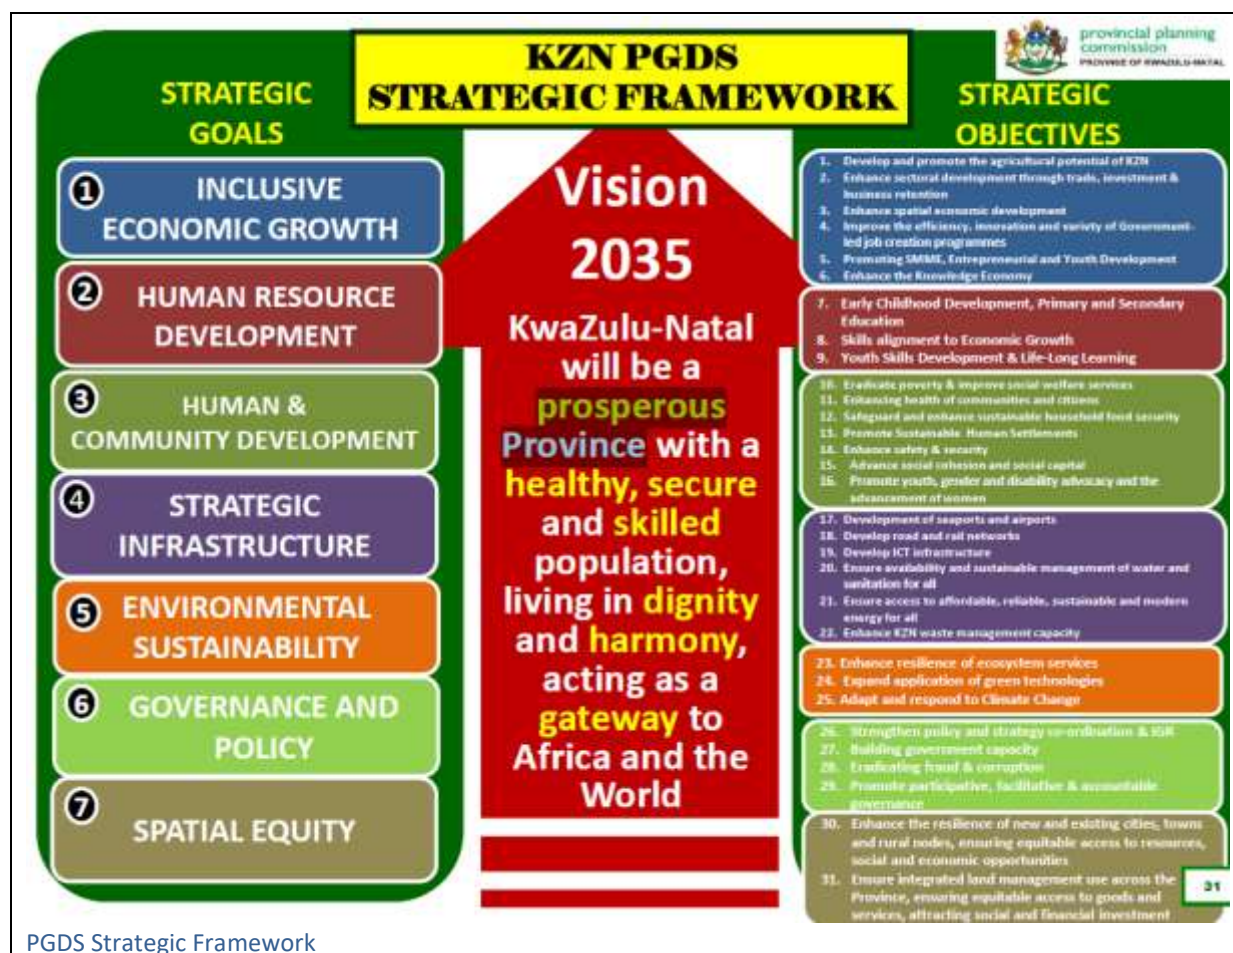 KZN PGDS
STRATEGIC FRAMEWORK
provincial planning
commission
PROVINCE OF KWAZULU-NATAL
STRATEGIC
GOALS
1 INCLUSIVE
ECONOMIC GROWTH
2 HUMAN RESOURCE
DEVELOPMENT
3 HUMAN &
COMMUNITY DEVELOPMENT
4 STRATEGIC
INFRASTRUCTURE
5 ENVIRONMENTAL
SUSTAINABILITY
6 GOVERNANCE AND
POLICY
7 SPATIAL EQUITY
Vision
2035
KwaZulu-Natal
will be a
prosperous
Province with a
healthy, secure
and skilled
population,
living in dignity
and harmony,
acting as a
gateway to
Africa and the
World
STRATEGIC
OBJECTIVES
1. Develop and promote the agricultural potential of KZN
2. Enhance sectoral development through trade, investment &
business retention
3. Enhance spatial economic development
4. Improve the efficiency, innovation and variety of Government-
led job creation programmes
5. Promoting SMME, Entrepreneurial and Youth Development
6. Enhance the Knowledge Economy
7. Early Childhood Development, Primary and Secondary
Education
8. Skills alignment to Economic Growth
9. Youth Skills Development & Life-Long Learning
10. Eradicate poverty & improve social welfare services
11. Enhancing health of communities and citizens
12. Safeguard and enhance sustainable household food security
13. Promote Sustainable Human Settlements
14. Enhance safety & security
15. Advance social cohesion and social capital
16. Promote youth, gender and disability advocacy and the
advancement of women
17. Development of seaports and airports
18. Develop road and rail networks
19. Develop ICT infrastructure
20. Ensure availability and sustainable management of water and
sanitation for all
21. Ensure access to affordable, reliable, sustainable and modern
energy for all
22. Enhance KZN waste management capacity
23. Enhance resilience of ecosystem services
24. Expand application of green technologies
25. Adapt and respond to Climate Change
26. Strengthen policy and strategy co-ordination & IGR
27. Building government capacity
28. Eradicating fraud & corruption
29. Promote participative, facilitative & accountable
governance
30. Enhance the resilience of new and existing cities, towns
and rural nodes, ensuring equitable access to resources,
social and economic opportunities
31. Ensure integrated land management use across the
Province, ensuring equitable access to goods and
services, attracting social and financial investment
31
PGDS Strategic Framework